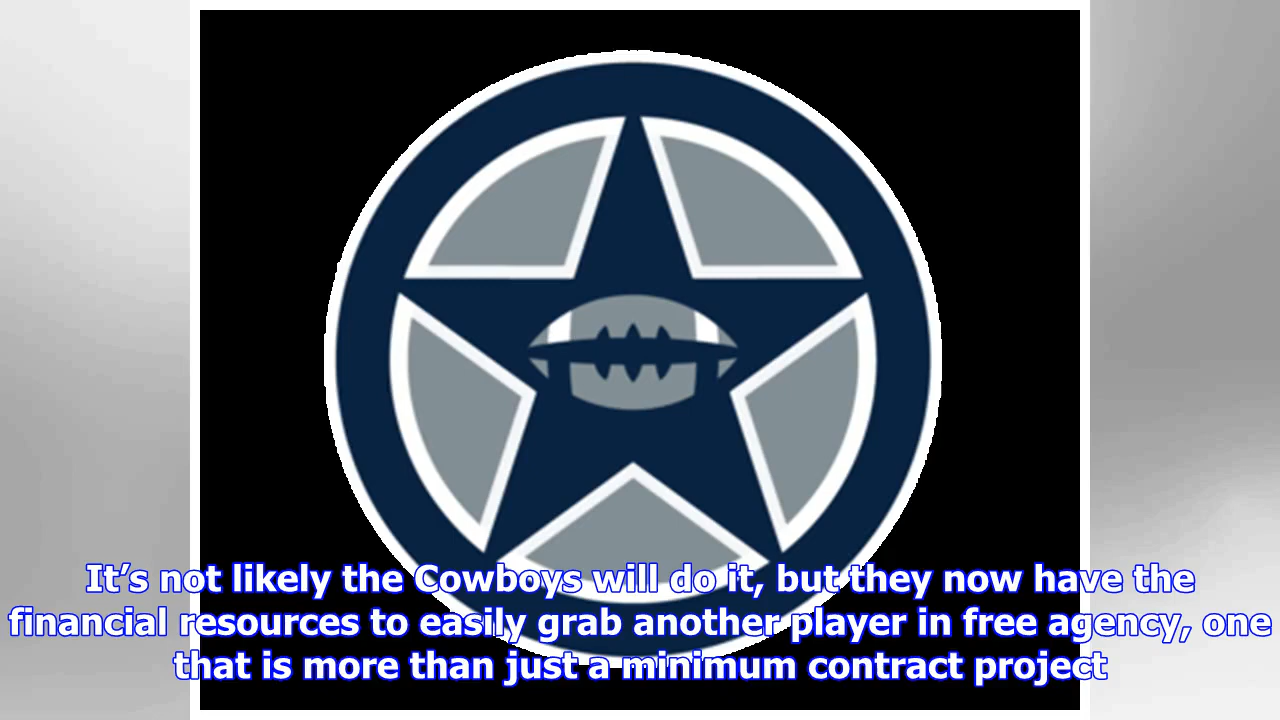 It’s not likely the Cowboys will do it, but they now have the
financial resources to easily grab another player in free agency, one
that is more than just a minimum contract project